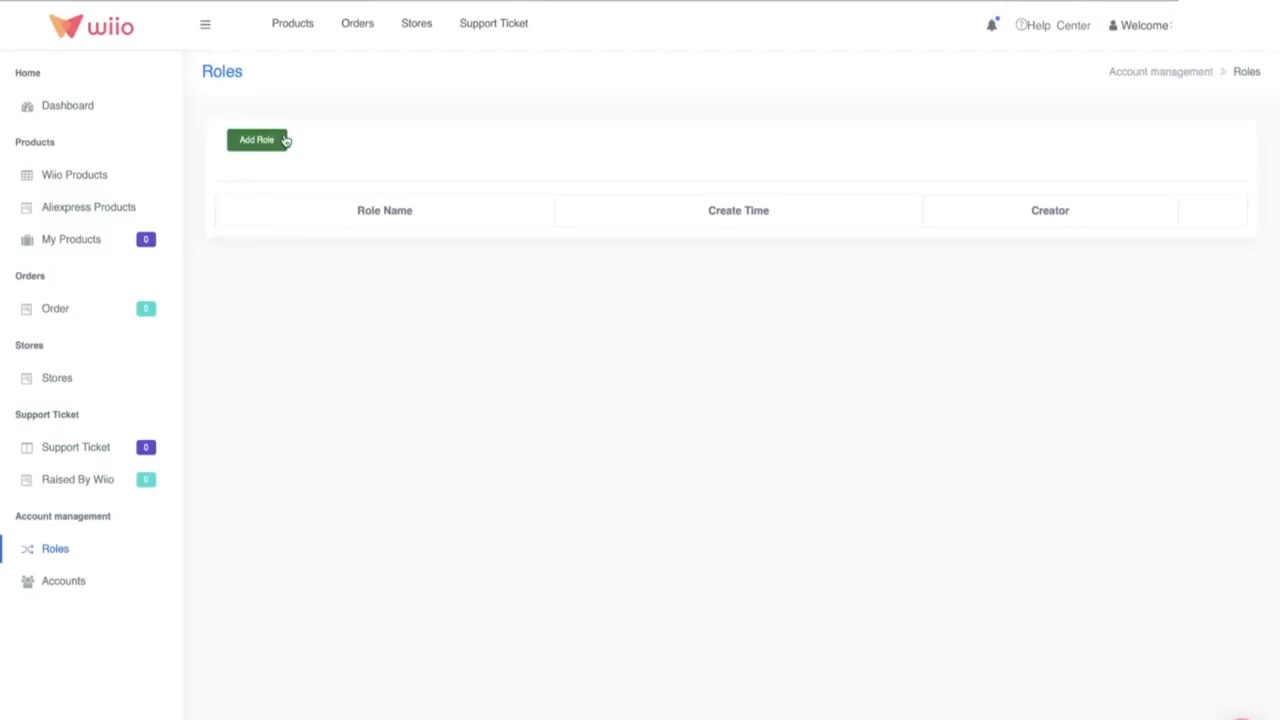 wiio
Products Orders Stores Support Ticket
Help Center
Welcome:
Home
Dashboard
Products
Wiio Products
Aliexpress Products
My Products 0
Orders
Order 0
Stores
Stores
Support Ticket
Support Ticket 0
Raised By Wiio 0
Account management
Roles
Accounts
Roles
Account management > Roles
Add Role
Role Name Create Time Creator